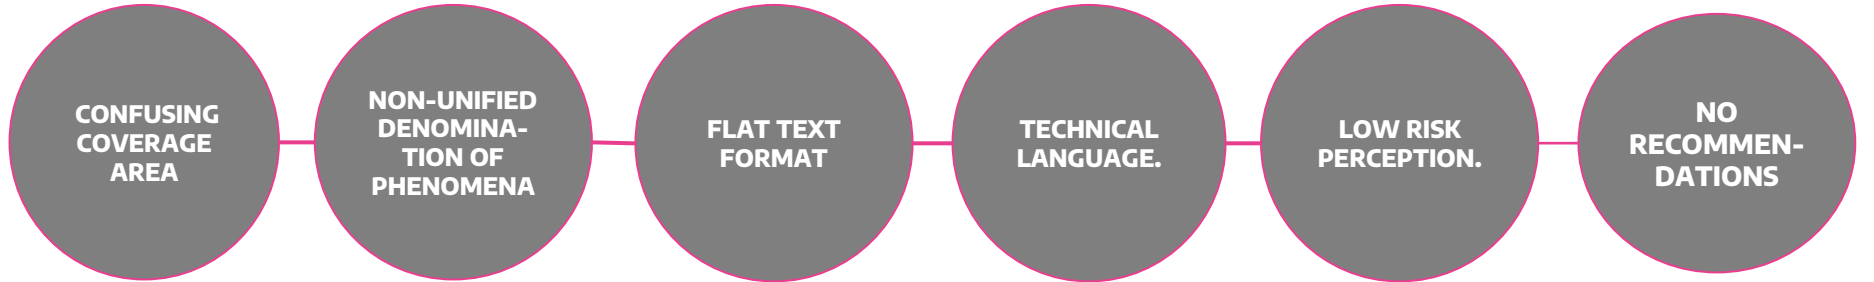 CONFUSING
COVERAGE
AREA
NON-UNIFIED
DENOMINA-
TION OF
PHENOMENA
FLAT TEXT
FORMAT
TECHNICAL
LANGUAGE.
LOW RISK
PERCEPTION.
NO
RECOMMEN-
DATIONS